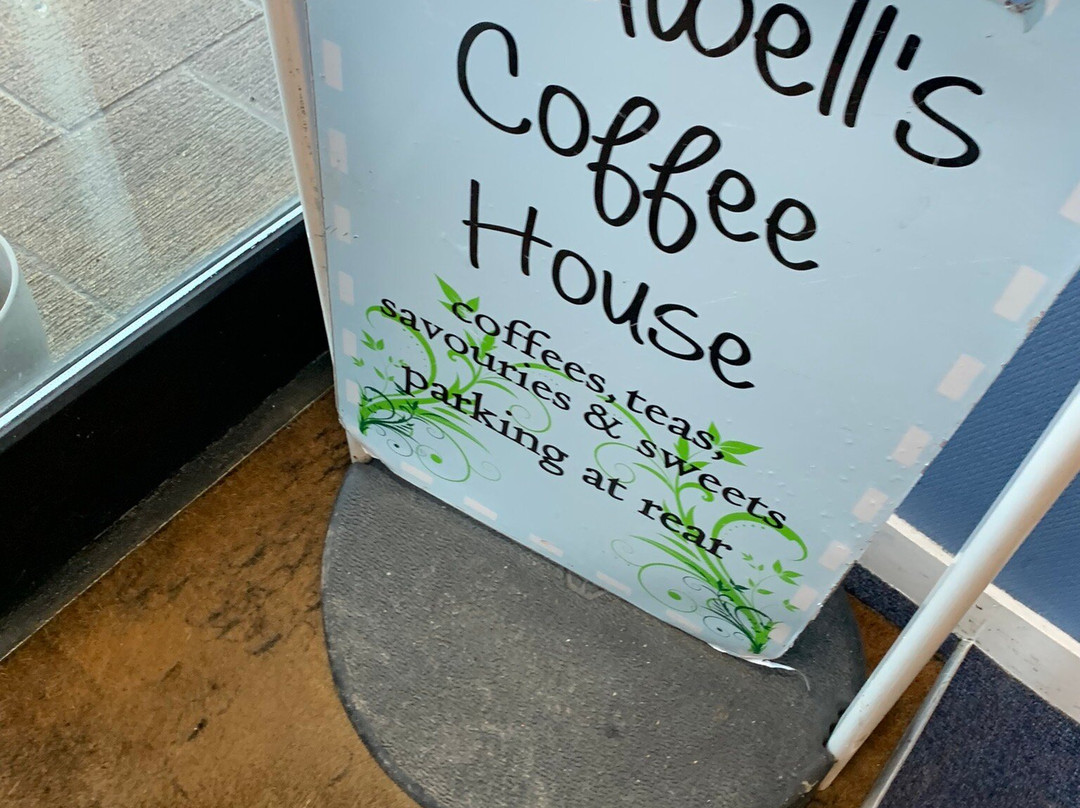 Coffee
House
coffees, teas,
savouries & sweets
parking at rear